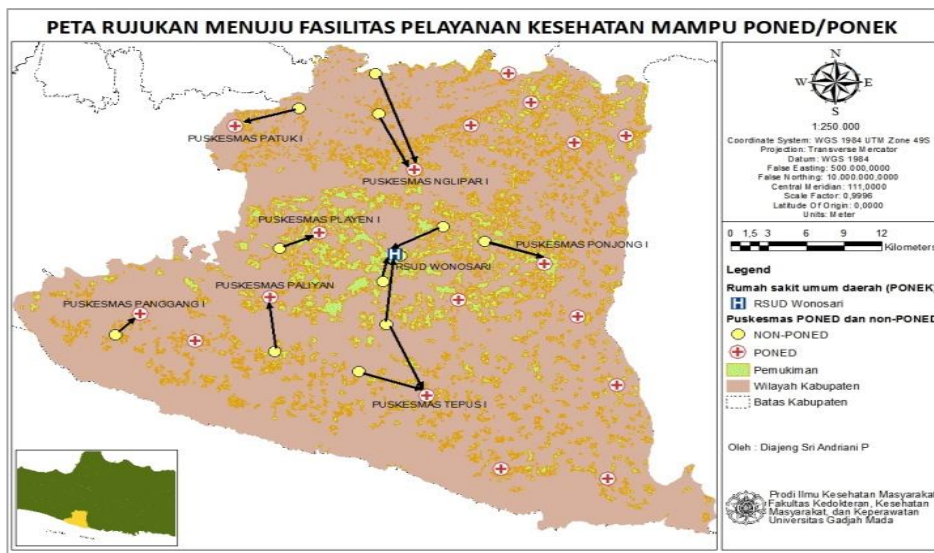 PETA RUJUKAN MENUJU FASILITAS PELAYANAN KESEHATAN MAMPU PONED/PONEK
PUSKESMAS PATUK I
PUSKESMAS NGLIPAR I
PUSKESMAS PLAYEN I
PUSKESMAS PONJONG I
RSUD WONOSARI
PUSKESMAS PALIYAN
PUSKESMAS PANGGANG I
PUSKESMAS TEPUS I
N
W E
S
1:250.000
Coordinate System: WGS 1984 UTM Zone 49S
Projection: Transverse Mercator
Datum: WGS 1984
False Easting: 500.000,0000
False Northing: 10.000.000,0000
Central Meridian: 111,0000
Scale Factor: 0,9996
Latitude Of Origin: 0,0000
Units: Meter
0 1,5 3 6 9 12
Kilometers
Legend
Rumah sakit umum daerah (PONEK)
H RSUD Wonosari
Puskesmas PONED dan non-PONED
NON-PONED
PONED
Pemukiman
Wilayah Kabupaten
Batas Kabupaten
Oleh : Diajeng Sri Andriani P
Prodi Ilmu Kesehatan Masyarakat
Fakultas Kedokteran, Kesehatan
Masyarakat, dan Keperawatan
Universitas Gadjah Mada